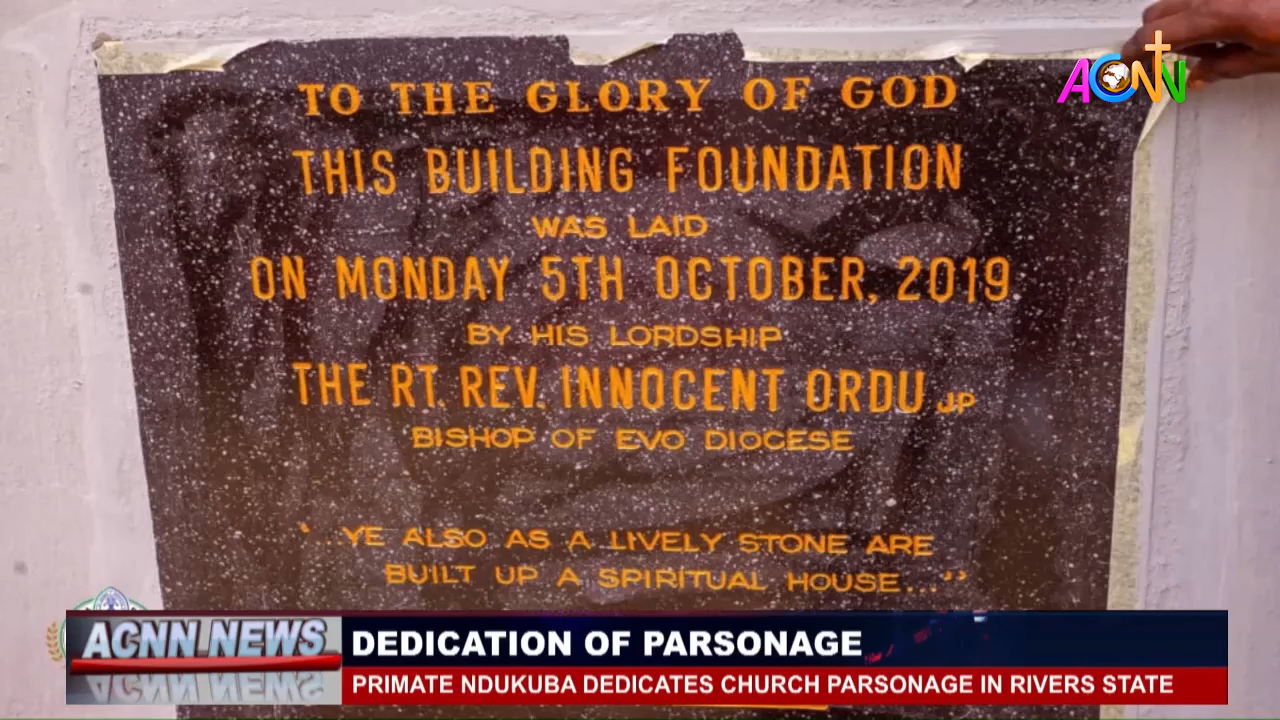 ACNN
TO THE GLORY OF GOD
THIS BUILDING FOUNDATION
WAS LAID
ON MONDAY 5TH OCTOBER, 2019
BY HIS LORDSHIP
THE RT. REV. INNOCENT ORDU JP
BISHOP OF EVO DIOCESE
“...YE ALSO AS A LIVELY STONE ARE
BUILT UP A SPIRITUAL HOUSE...”
ACNN NEWS
DEDICATION OF PARSONAGE
PRIMATE NDUKUBA DEDICATES CHURCH PARSONAGE IN RIVERS STATE